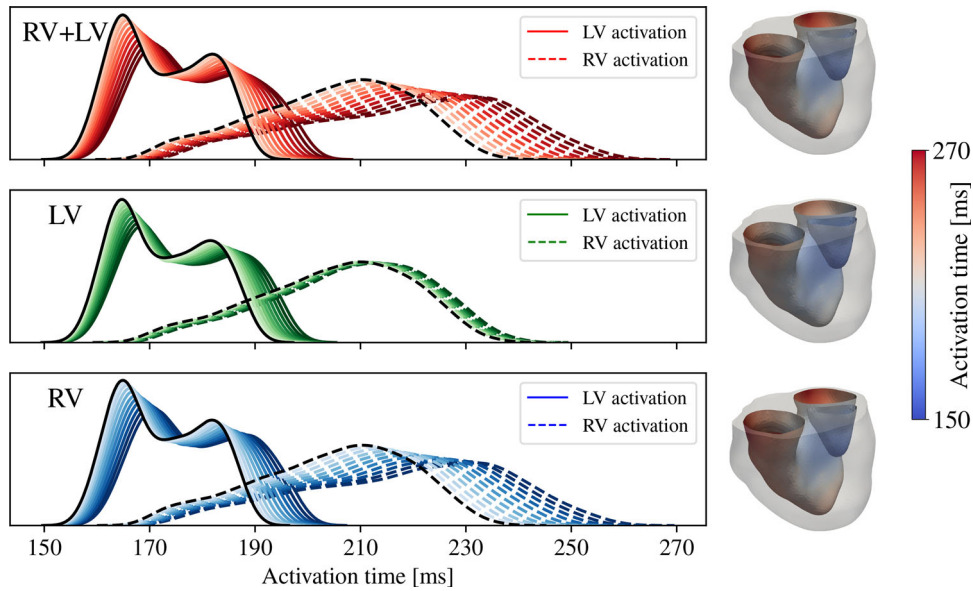 RV+LV
LV activation
RV activation
LV
LV activation
RV activation
RV
LV activation
RV activation
150 170 190 210 230 250 270
Activation time [ms]
270
Activation time [ms]
150